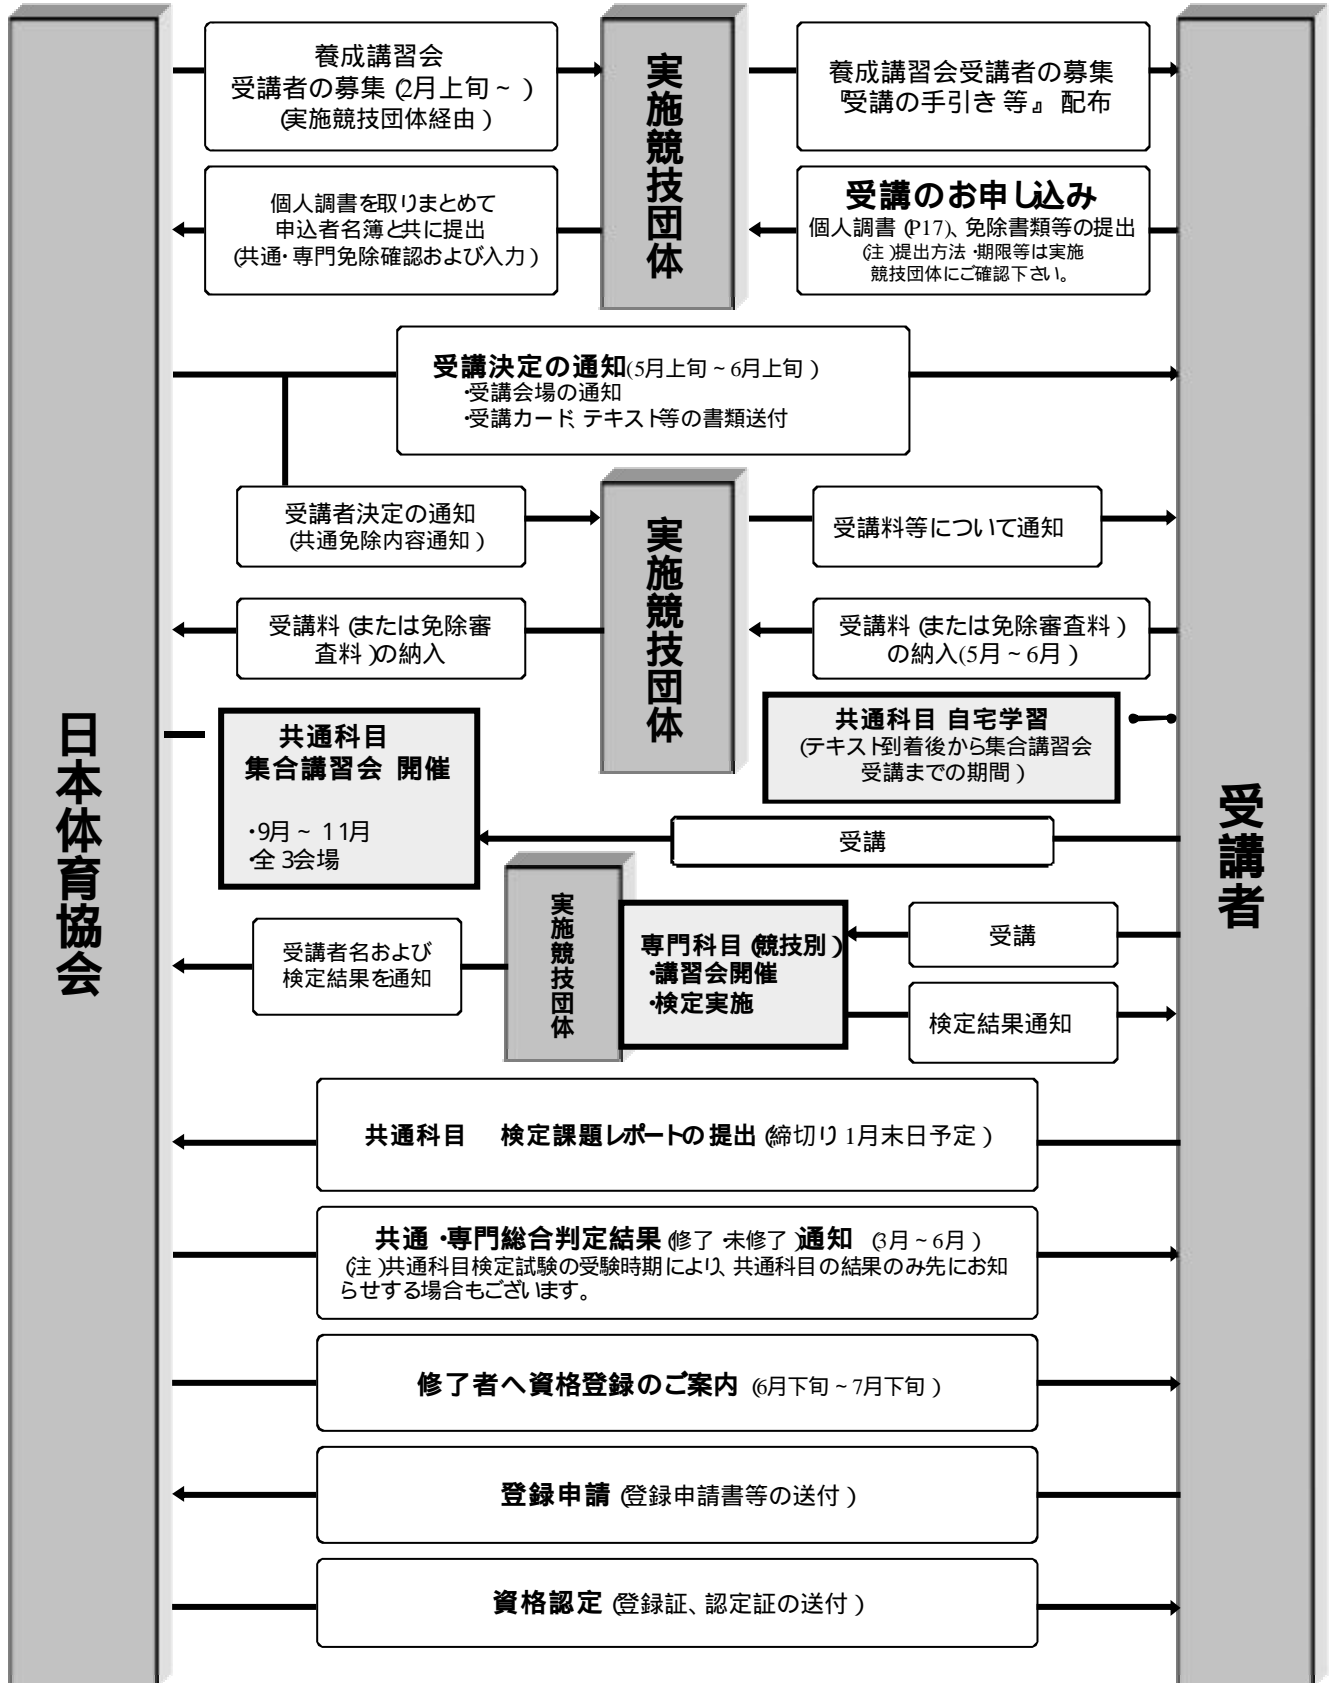 日本体育協会
実施競技団体
受講者
養成講習会
受講者の募集(2月上旬~)
(実施競技団体経由)
養成講習会受講者の募集
『受講の手引き等』配布
個人調書を取りまとめて
申込者名簿と共に提出
(共通・専門免除確認および入力)
受講のお申し込み
個人調書(P17)、免除書類等の提出
(注)提出方法・期限等は実施
競技団体にご確認下さい。
受講決定の通知(5月上旬~6月上旬)
・受講会場の通知
・受講カード、テキスト等の書類送付
実施競技団体
受講者決定の通知
(共通免除内容通知)
受講料等について通知
受講料(または免除審
査料)の納入
受講料(または免除審査料)
の納入(5月~6月)
共通科目
集合講習会 開催
・9月~11月
・全3会場
共通科目 自宅学習
(テキスト到着後から集合講習会
受講までの期間)
受講
実施競技団体
受講者名および
検定結果を通知
専門科目(競技別)
・講習会開催
・検定実施
受講
検定結果通知
共通科目 検定課題レポートの提出(締切り1月末日予定)
共通・専門総合判定結果(修了・未修了)通知 (3月~6月)
(注)共通科目検定試験の受験時期により、共通科目の結果のみ先にお知
らせする場合もございます。
修了者へ資格登録のご案内 (6月下旬~7月下旬)
登録申請(登録申請書等の送付)
資格認定(登録証、認定証の送付)